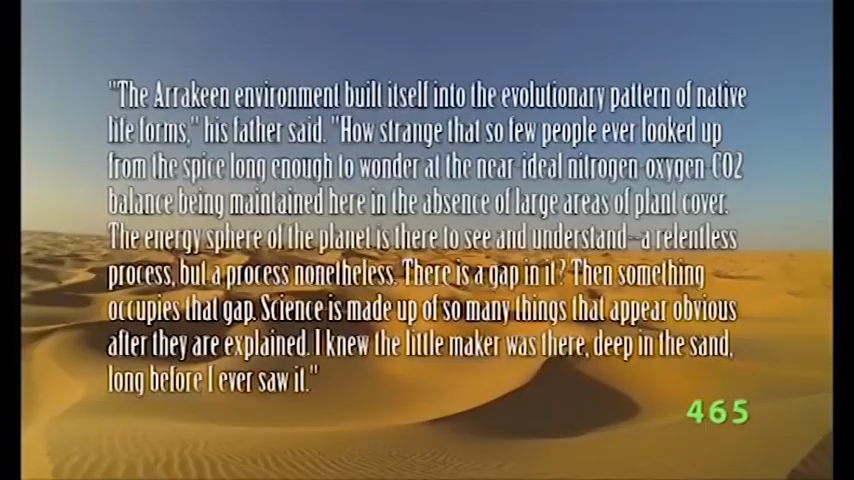 "The Arrakeen environment built itself into the evolutionary pattern of native
life forms," his father said. "How strange that so few people ever looked up
from the spice long enough to wonder at the near-ideal nitrogen-oxygen-CO2
balance being maintained here in the absence of large areas of plant cover.
The energy sphere of the planet is there to see and understand--a relentless
process, but a process nonetheless. There is a gap in it? Then something
occupies that gap. Science is made up of so many things that appear obvious
after they are explained. I knew the little maker was there, deep in the sand,
long before I ever saw it."
465